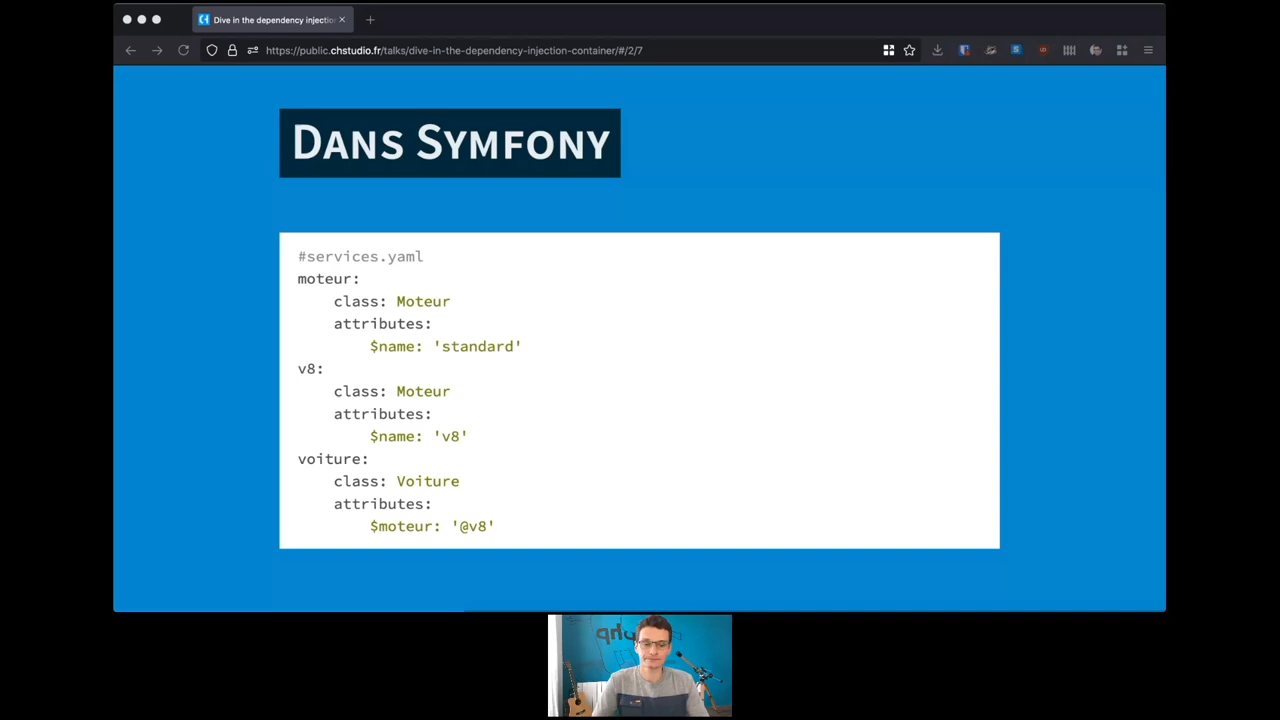 Dive in the dependency injectio
https://public.chstudio.fr/talks/dive-in-the-dependency-injection-container/#/2/7
Dans Symfony
#services.yaml
moteur:
    class: Moteur
    attributes:
        $name: 'standard'
v8:
    class: Moteur
    attributes:
        $name: 'v8'
voiture:
    class: Voiture
    attributes:
        $moteur: '@v8'
php